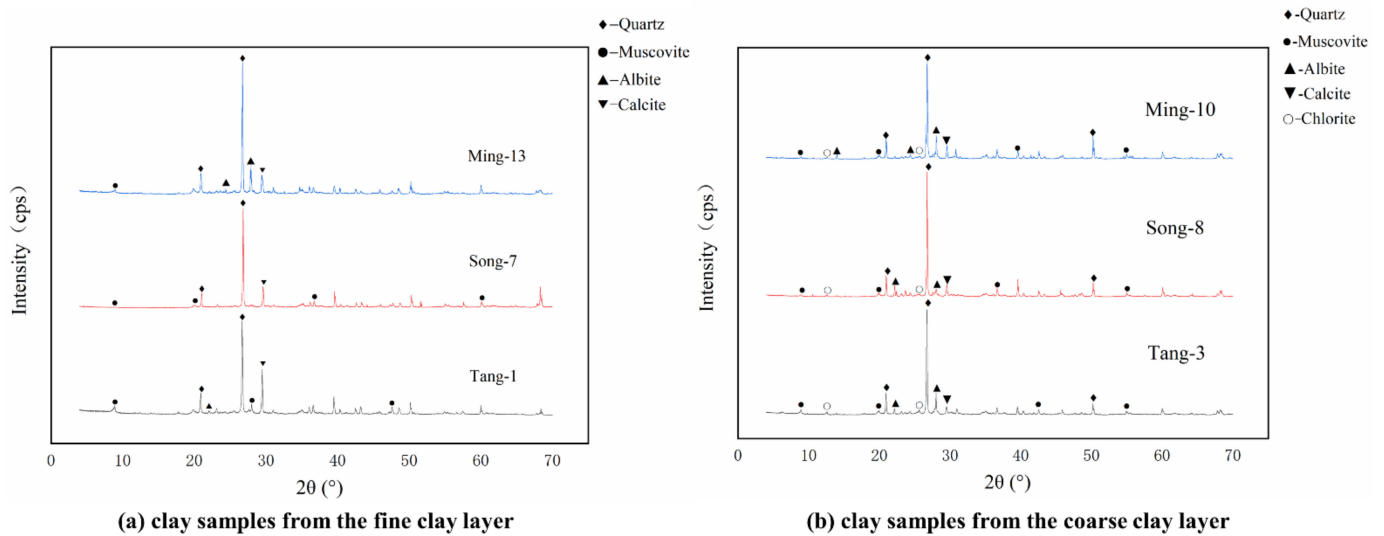 ◆–Quartz
●–Muscovite
▲–Albite
▼–Calcite
Ming-13
Song-7
Tang-1
Intensity（cps）
0 10 20 30 40 50 60 70
2θ (°)
(a) clay samples from the fine clay layer
◆-Quartz
●-Muscovite
▲-Albite
▼-Calcite
○-Chlorite
Ming-10
Song-8
Tang-3
Intensity（cps）
0 10 20 30 40 50 60 70
2θ (°)
(b) clay samples from the coarse clay layer